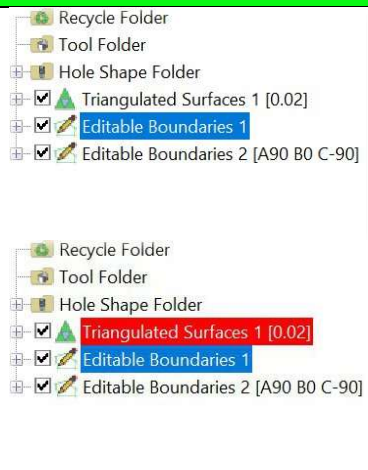 Recycle Folder
Tool Folder
Hole Shape Folder
Triangulated Surfaces 1 [0.02]
Editable Boundaries 1
Editable Boundaries 2 [A90 B0 C-90]
Recycle Folder
Tool Folder
Hole Shape Folder
Triangulated Surfaces 1 [0.02]
Editable Boundaries 1
Editable Boundaries 2 [A90 B0 C-90]